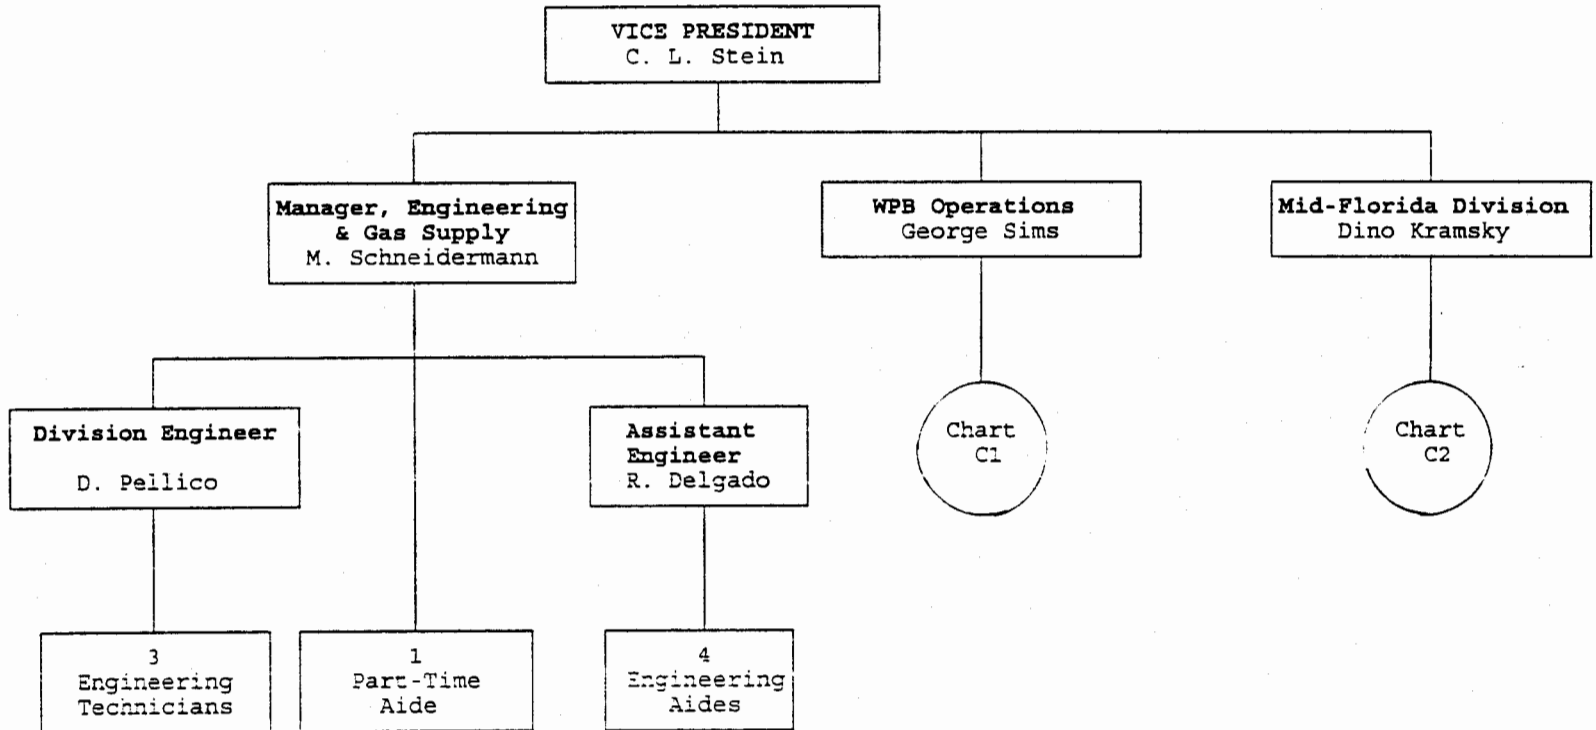 VICE PRESIDENT
C. L. Stein
Manager, Engineering
& Gas Supply
M. Schneidermann
WPB Operations
George Sims
Mid-Florida Division
Dino Kramsky
Division Engineer
D. Pellico
Assistant
Engineer
R. Delgado
Chart
C1
Chart
C2
3
Engineering
Technicians
1
Part-Time
Aide
4
Engineering
Aides